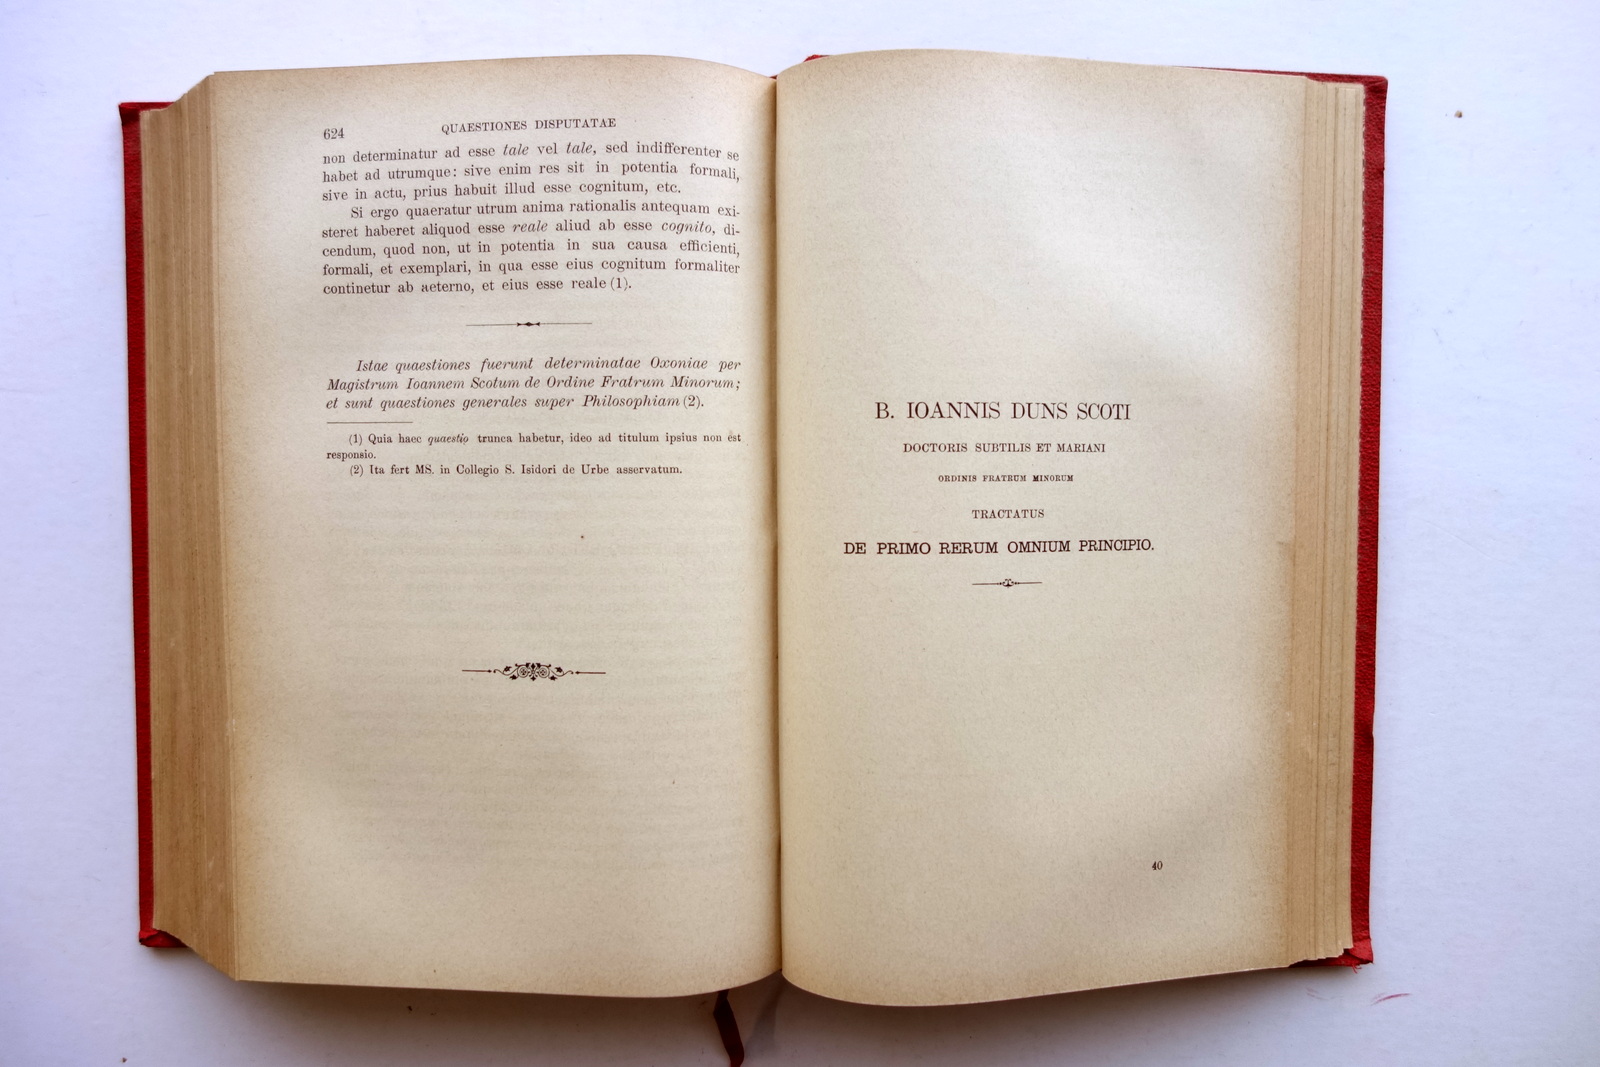 624
QUAESTIONES DISPUTATAE
non determinatur ad esse tale vel tale, sed indifferenter se
habet ad utrumque: sive enim res sit in potentia formali,
sive in actu, prius habuit illud esse cognitum, etc.
Si ergo quaeratur utrum anima rationalis antequam exi-
steret haberet aliquod esse reale aliud ab esse cognito, di-
cendum, quod non, ut in potentia in sua causa efficienti,
formali, et exemplari, in qua esse eius cognitum formaliter
continetur ab aeterno, et eius esse reale (1).
Istae quaestiones fuerunt determinatae Oxoniae per
Magistrum Ioannem Scotum de Ordine Fratrum Minorum;
et sunt quaestiones generales super Philosophiam (2).
(1) Quia haec quaestio trunca habetur, ideo ad titulum ipsius non est
responsio.
(2) Ita fert MS. in Collegio S. Isidori de Urbe asservatum.
B. IOANNIS DUNS SCOTI
DOCTORIS SUBTILIS ET MARIANI
ORDINIS FRATRUM MINORUM
TRACTATUS
DE PRIMO RERUM OMNIUM PRINCIPIO.
40